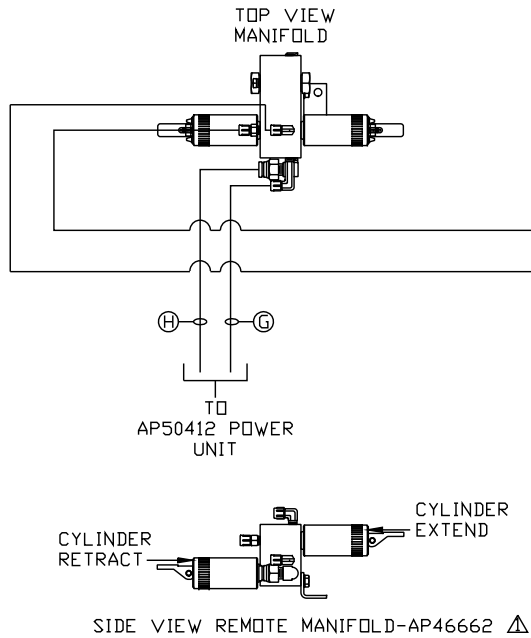 TOP VIEW
MANIFOLD
H
G
TO
AP50412 POWER
UNIT
CYLINDER
EXTEND
CYLINDER
RETRACT
SIDE VIEW REMOTE MANIFOLD-AP46662